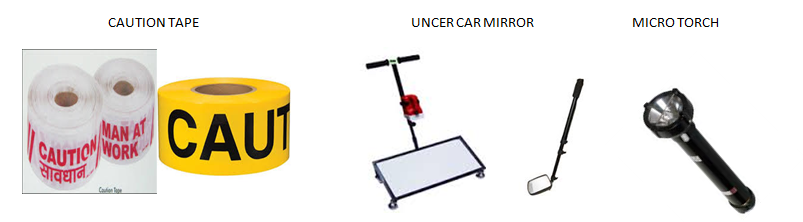 CAUTION TAPE
UNCER CAR MIRROR
MICRO TORCH
CAUTION
सावधान
MAN AT
WORK
Caution Tape
CAUT